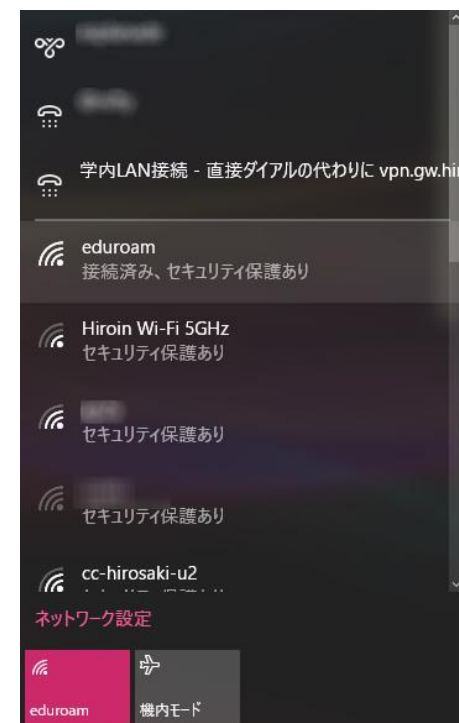 学内LAN接続 - 直接ダイアルの代わりに vpn.gw.hir
eduroam
接続済み、セキュリティ保護あり
Hiroin Wi-Fi 5GHz
セキュリティ保護あり
セキュリティ保護あり
セキュリティ保護あり
cc-hirosaki-u2
ネットワーク設定
eduroam
機内モード